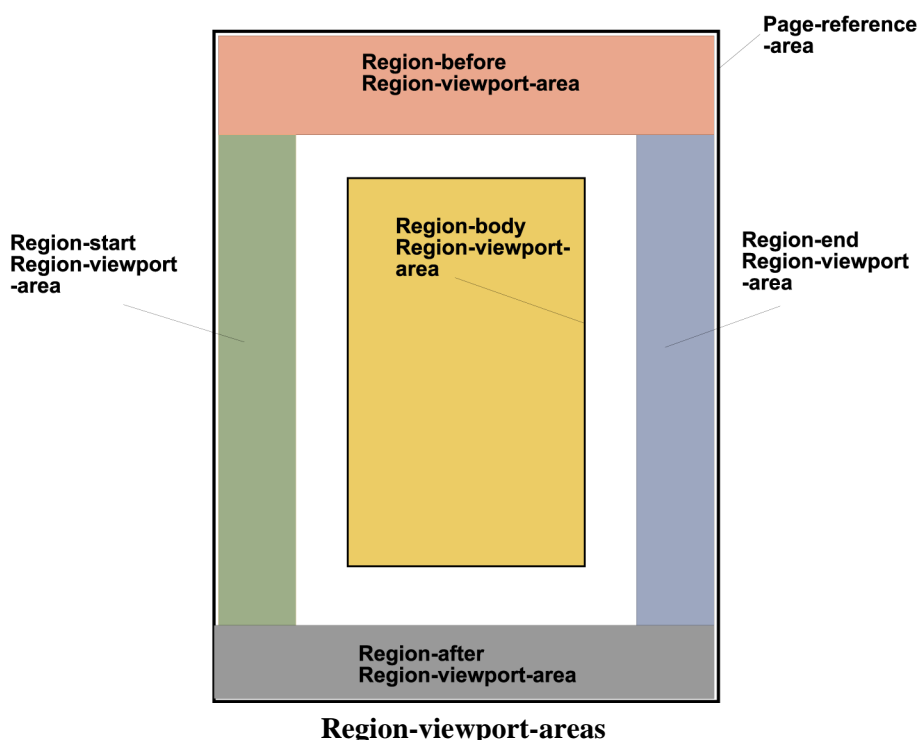 Page-reference
-area
Region-before
Region-viewport-area
Region-start
Region-viewport
-area
Region-body
Region-viewport-
area
Region-end
Region-viewport
-area
Region-after
Region-viewport-area
Region-viewport-areas